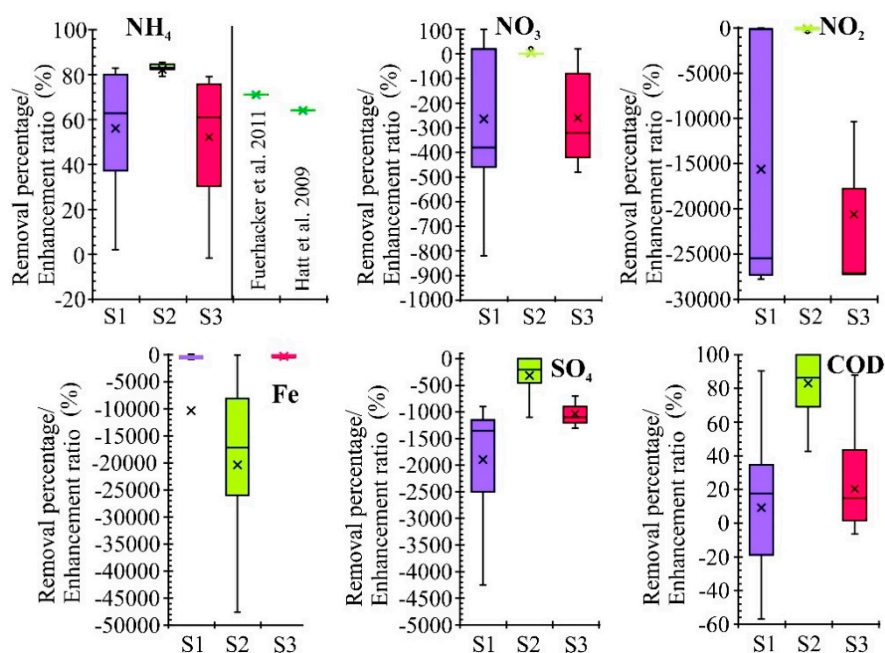 NH₄
Removal percentage/
Enhancement ratio (%)
100
80
60
40
20
0
-20
S1 S2 S3
Fuerhacker et al. 2011
Hatt et al. 2009
NO₃
Removal percentage/
Enhancement ratio (%)
100
0
-100
-200
-300
-400
-500
-600
-700
-800
-900
-1000
S1 S2 S3
NO₂
Removal percentage/
Enhancement ratio (%)
0
-5000
-10000
-15000
-20000
-25000
-30000
S1 S2 S3
Fe
Removal percentage/
Enhancement ratio (%)
0
-5000
-10000
-15000
-20000
-25000
-30000
-35000
-40000
-45000
-50000
S1 S2 S3
SO₄
Removal percentage/
Enhancement ratio (%)
0
-500
-1000
-1500
-2000
-2500
-3000
-3500
-4000
-4500
-5000
S1 S2 S3
COD
Removal percentage/
Enhancement ratio (%)
100
80
60
40
20
0
-20
-40
-60
S1 S2 S3